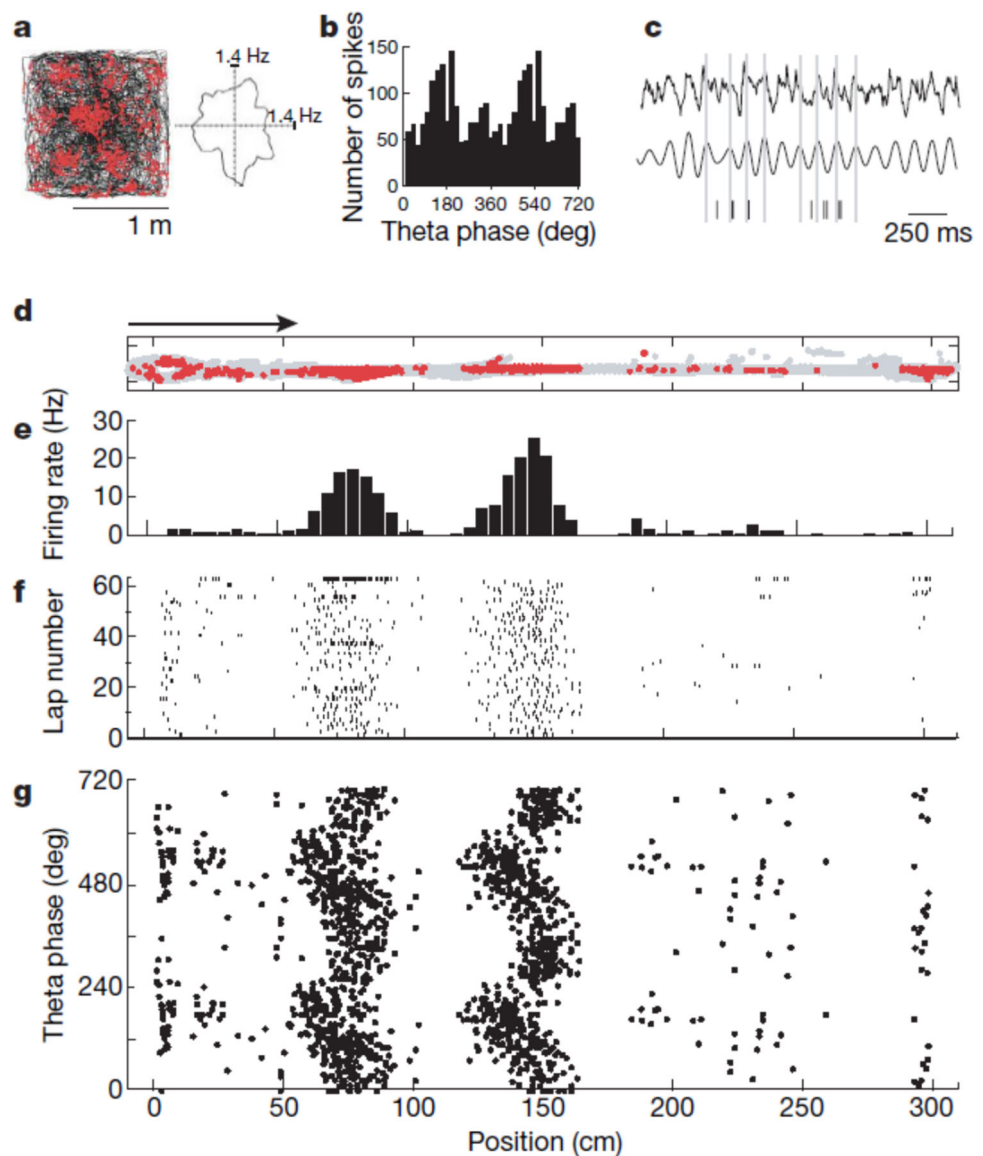 a
1.4 Hz
1.4 Hz
1 m
b
Number of spikes
150
100
50
0
0 180 360 540 720
Theta phase (deg)
c
250 ms
d
e
Firing rate (Hz)
30
20
10
0
f
Lap number
60
40
20
0
g
Theta phase (deg)
720
480
240
0
0 50 100 150 200 250 300
Position (cm)